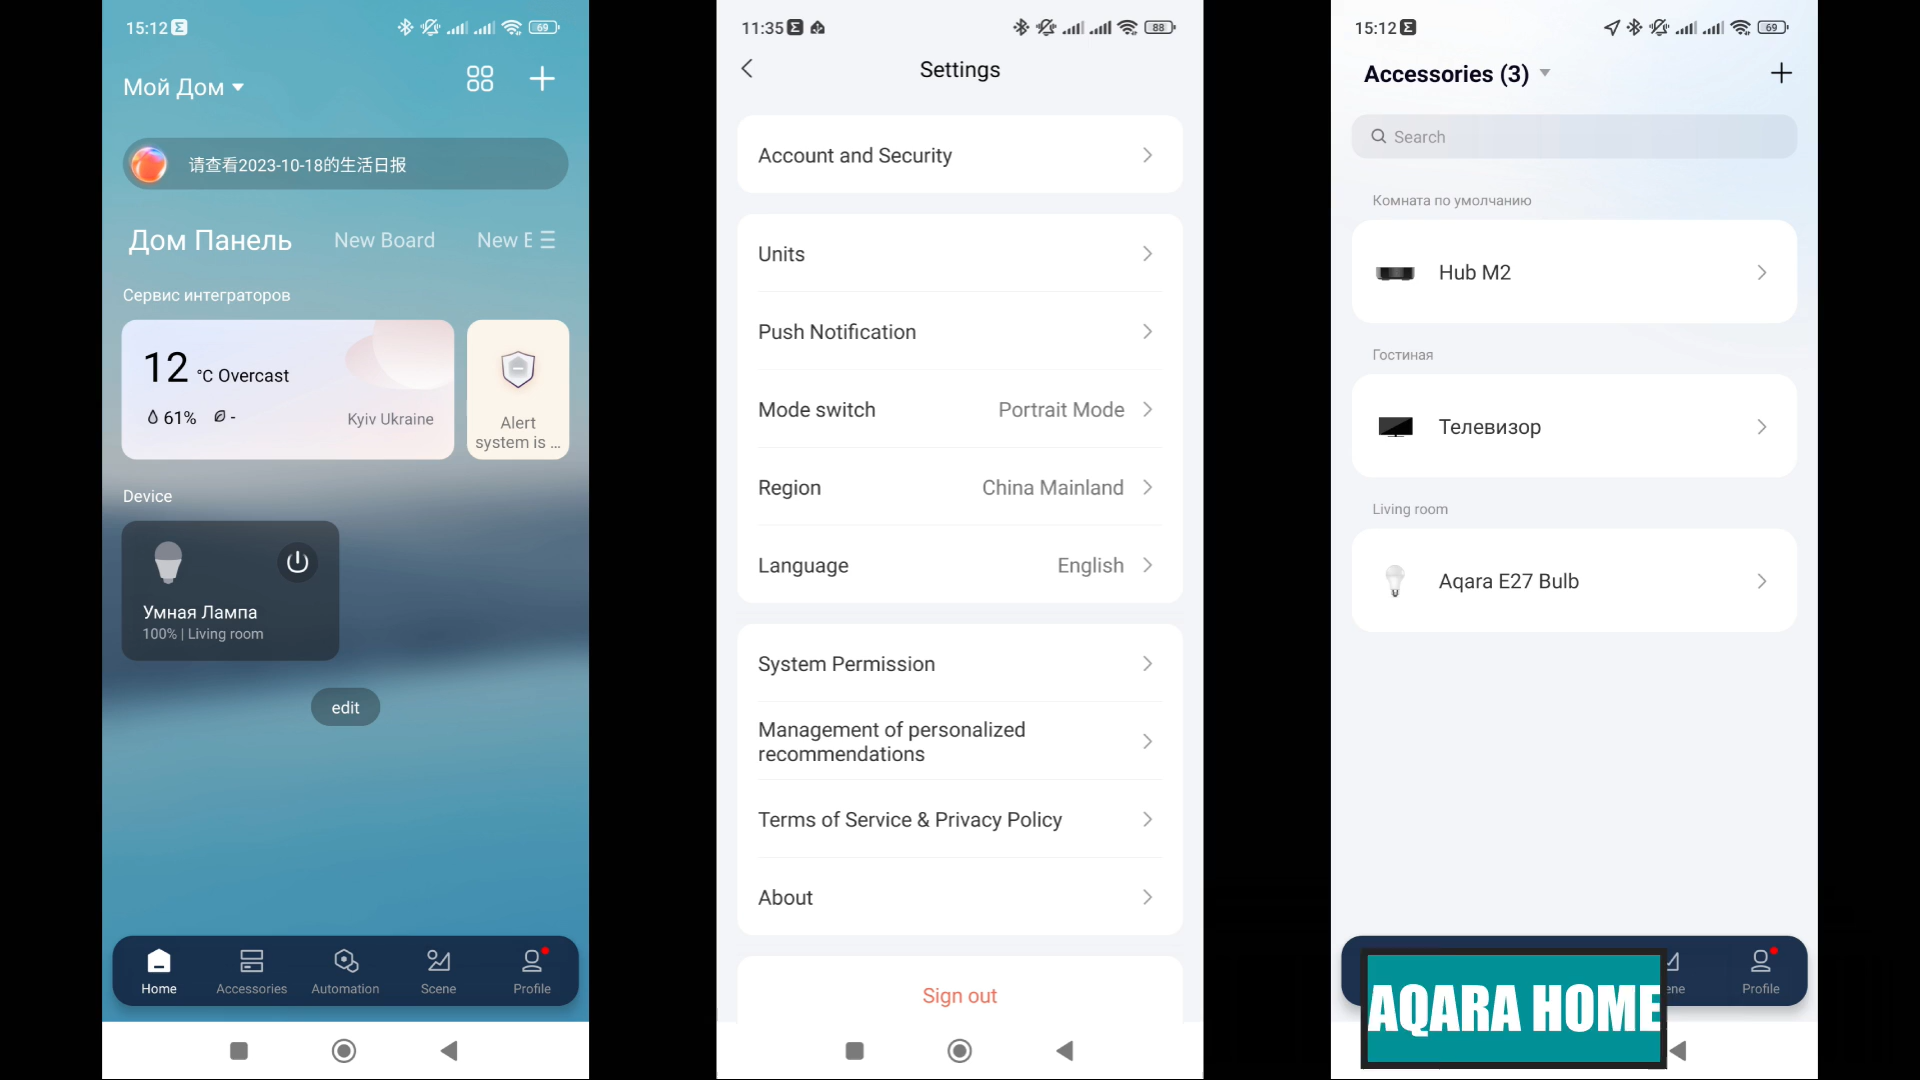 15:12
69
Мой Дом
请查看2023-10-18的生活日报
Дом Панель
New Board
New E
Сервис интеграторов
12 °C Overcast
61%
-
Kyiv Ukraine
Alert
system is ...
Device
Умная Лампа
100% | Living room
edit
Home
Accessories
Automation
Scene
Profile
11:35
88
Settings
Account and Security
Units
Push Notification
Mode switch
Portrait Mode
Region
China Mainland
Language
English
System Permission
Management of personalized
recommendations
Terms of Service & Privacy Policy
About
Sign out
15:12
69
Accessories (3)
Search
Комната по умолчанию
Hub M2
Гостиная
Телевизор
Living room
Aqara E27 Bulb
ene
Profile
AQARA HOME